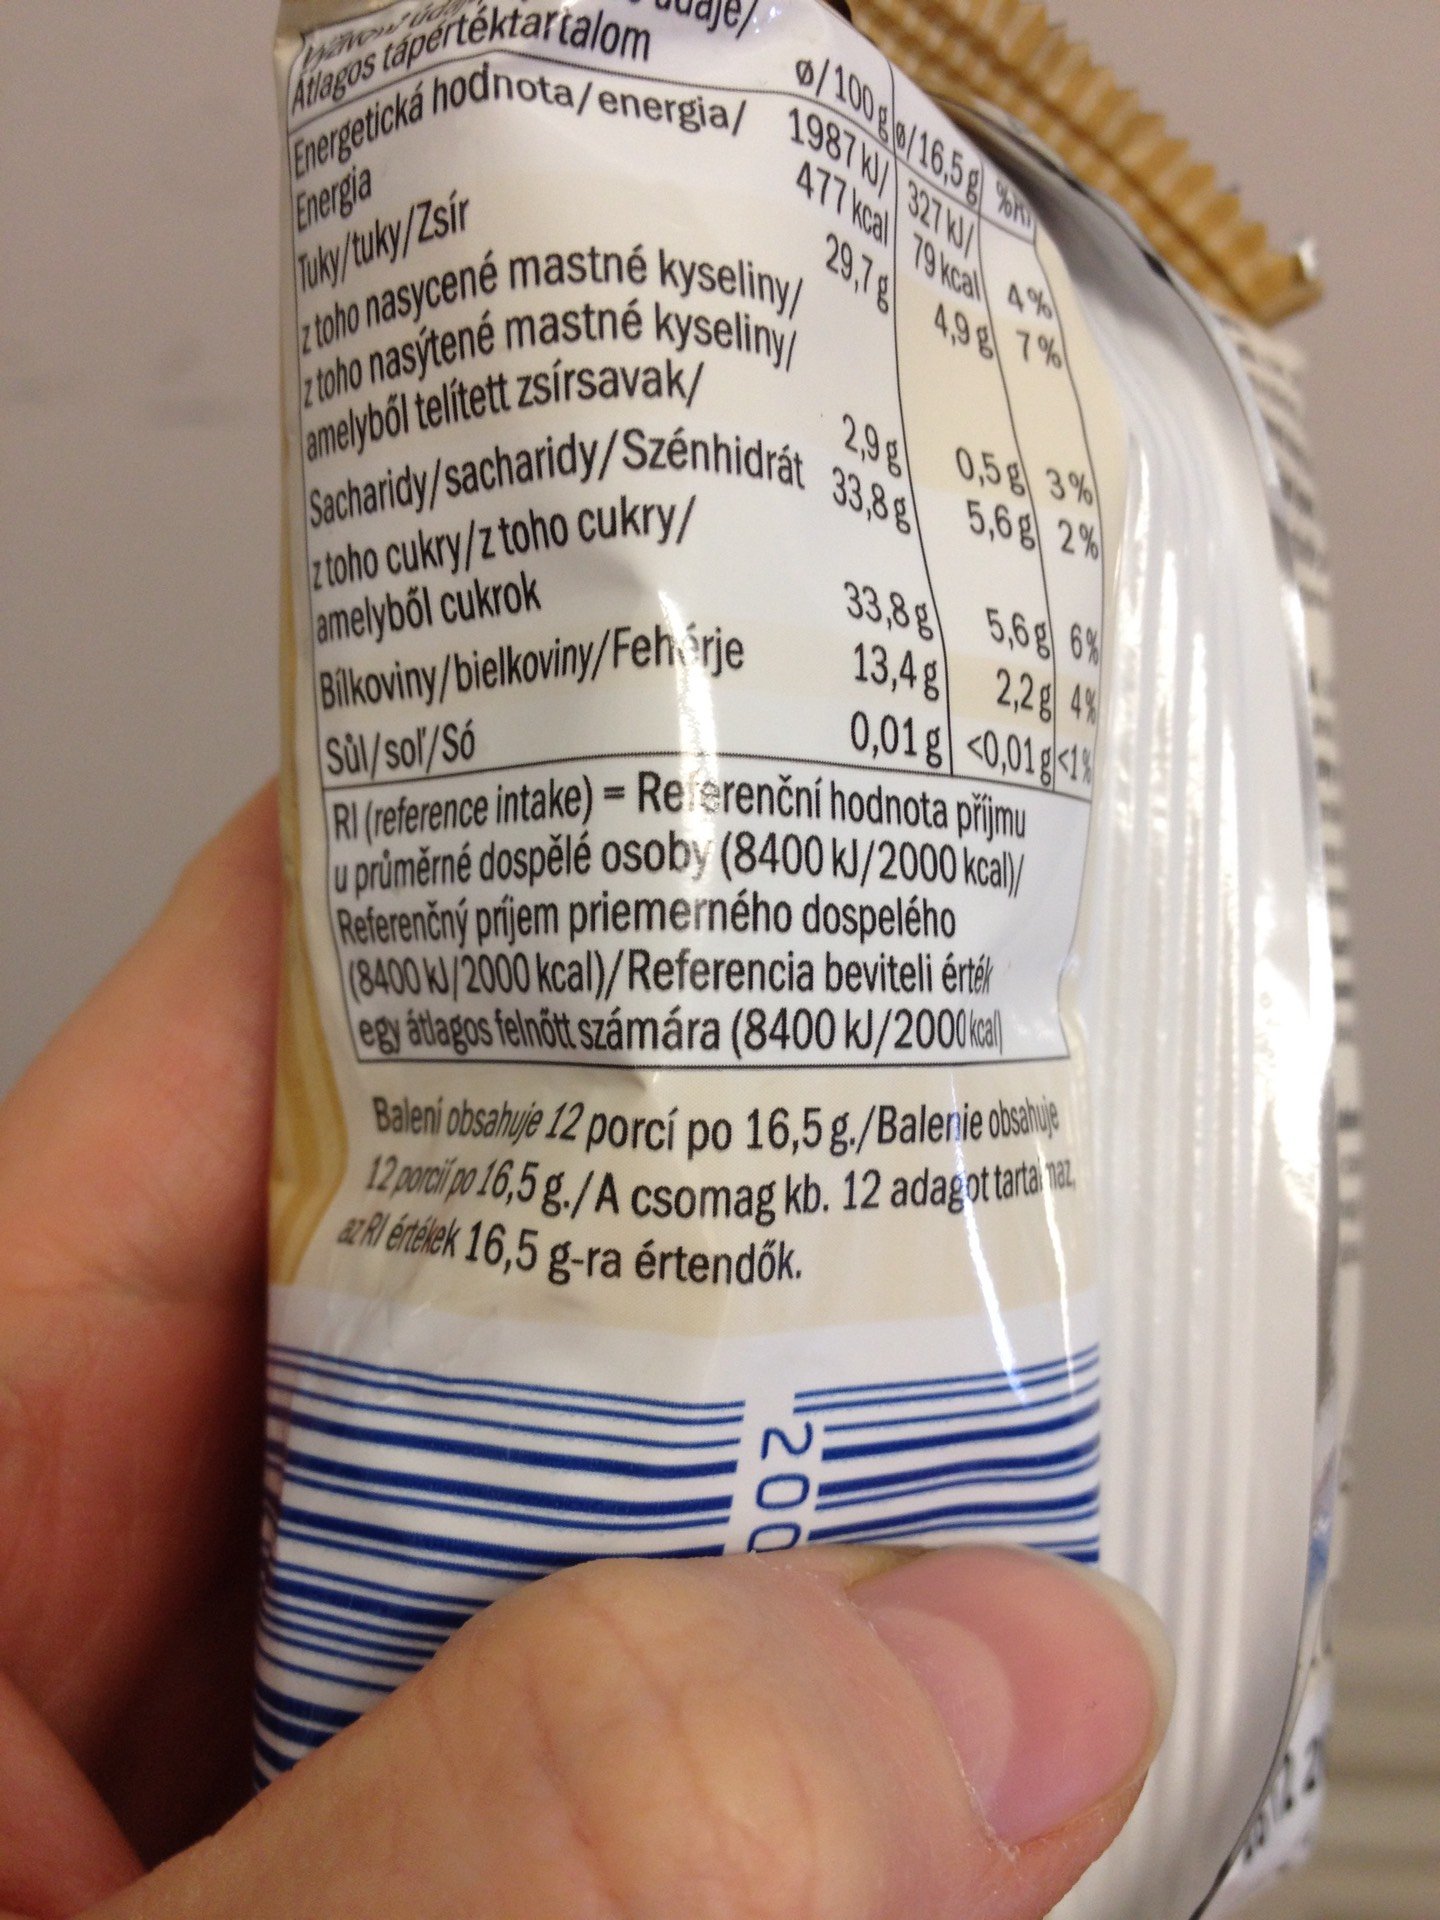 údaje/
Átlagos tápértéktartalom ø/100 g ø/16,5 g %RI
Energetická hodnota/energia/ 1987 kJ/ 327 kJ/
Energia 477 kcal 79 kcal 4 %
Tuky/tuky/Zsír 29,7 g 4,9 g 7 %
z toho nasycené mastné kyseliny/
z toho nasýtené mastné kyseliny/
amelyből telített zsírsavak/ 2,9 g 0,5 g 3 %
Sacharidy/sacharidy/Szénhidrát 33,8 g 5,6 g 2 %
z toho cukry/z toho cukry/
amelyből cukrok 33,8 g 5,6 g 6 %
Bílkoviny/bielkoviny/Fehérje 13,4 g 2,2 g 4 %
Sůl/soľ/Só 0,01 g <0,01 g <1 %
RI (reference intake) = Referenční hodnota příjmu
u průměrné dospělé osoby (8400 kJ/2000 kcal)/
Referenčný príjem priemerného dospelého
(8400 kJ/2000 kcal)/Referencia beviteli érték
egy átlagos felnőtt számára (8400 kJ/2000 kcal)
Balení obsahuje 12 porcí po 16,5 g./Balenie obsahuje
12 porcií po 16,5 g./A csomag kb. 12 adagot tartalmaz,
az RI értékek 16,5 g-ra értendők.
200